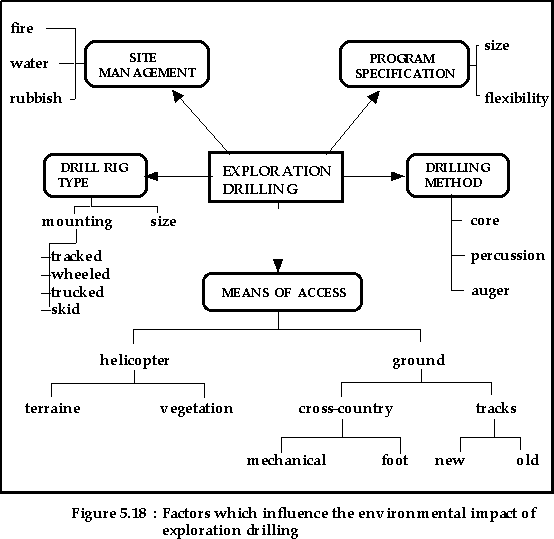 fire
water
rubbish
SITE
MANAGEMENT
PROGRAM
SPECIFICATION
size
flexibility
DRILL RIG
TYPE
mounting
size
tracked
wheeled
trucked
skid
EXPLORATION
DRILLING
DRILLING
METHOD
core
percussion
auger
MEANS OF ACCESS
helicopter
ground
terraine
vegetation
cross-country
tracks
mechanical
foot
new
old
Figure 5.18 : Factors which influence the environmental impact of
exploration drilling